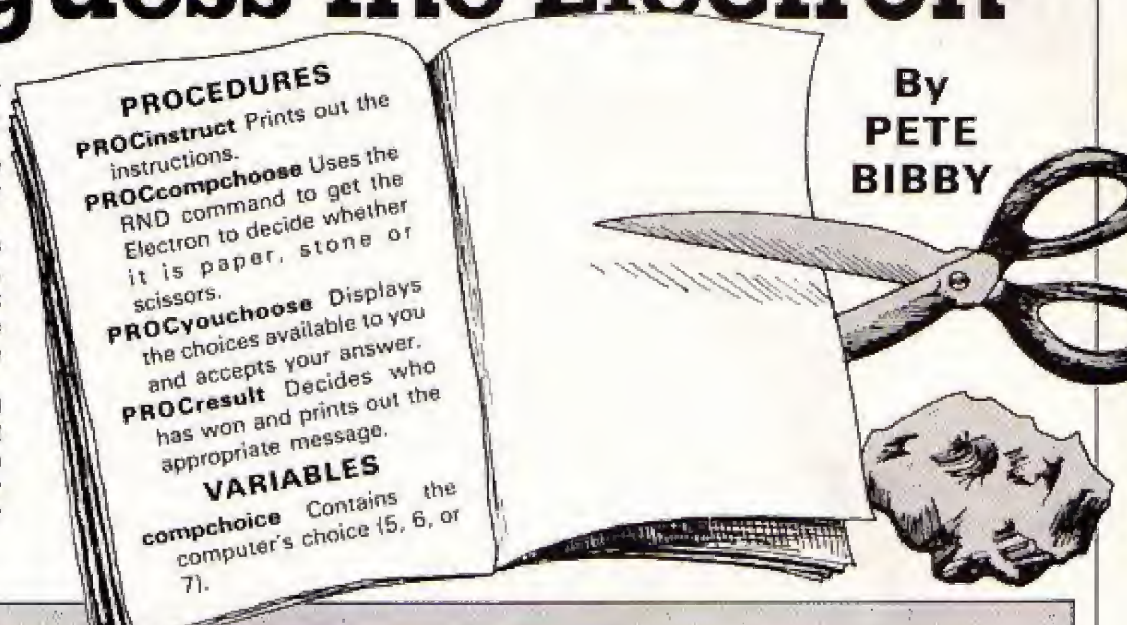 guess the Electron
PROCEDURES
PROCinstruct Prints out the
instructions.
PROCcompchoose Uses the
RND command to get the
Electron to decide whether
it is paper, stone or
scissors.
PROCyouchoose Displays
the choices available to you
and accepts your answer.
PROCresult Decides who
has won and prints out the
appropriate message.
VARIABLES
compchoice Contains the
computer's choice (5, 6, or
7).
By
PETE
BIBBY